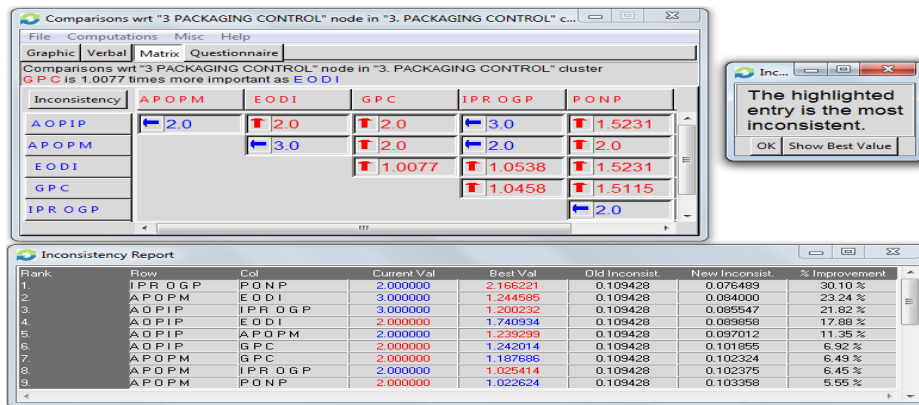 Comparisons wrt "3 PACKAGING CONTROL" node in "3. PACKAGING CONTROL" c...
File Computations Misc Help
Graphic Verbal Matrix Questionnaire
Comparisons wrt "3 PACKAGING CONTROL" node in "3. PACKAGING CONTROL" cluster
G P C is 1.0077 times more important as E O D I
Inconsistency A P O P M E O D I G P C I P R O G P P O N P
A O P I P 2.0 2.0 2.0 3.0 1.5231
A P O P M 3.0 2.0 2.0 2.0
E O D I 1.0077 1.0538 1.5231
G P C 1.0458 1.5115
I P R O G P 2.0
Inc...
The highlighted
entry is the most
inconsistent.
OK Show Best Value
Inconsistency Report
Rank Row Col Current Val Best Val Old Inconsist. New Inconsist. % Improvement
1. I P R O G P P O N P 2.000000 2.166221 0.109428 0.076489 30.10 %
2. A P O P M E O D I 3.000000 1.244585 0.109428 0.084000 23.24 %
3. A O P I P I P R O G P 3.000000 1.200232 0.109428 0.085547 21.82 %
4. A O P I P E O D I 2.000000 1.740934 0.109428 0.089858 17.88 %
5. A O P I P A P O P M 2.000000 1.239299 0.109428 0.097012 11.35 %
6. A O P I P G P C 2.000000 1.242014 0.109428 0.101855 6.92 %
7. A P O P M G P C 2.000000 1.187686 0.109428 0.102324 6.49 %
8. A P O P M I P R O G P 2.000000 1.025414 0.109428 0.102375 6.45 %
9. A P O P M P O N P 2.000000 1.022624 0.109428 0.103358 5.55 %